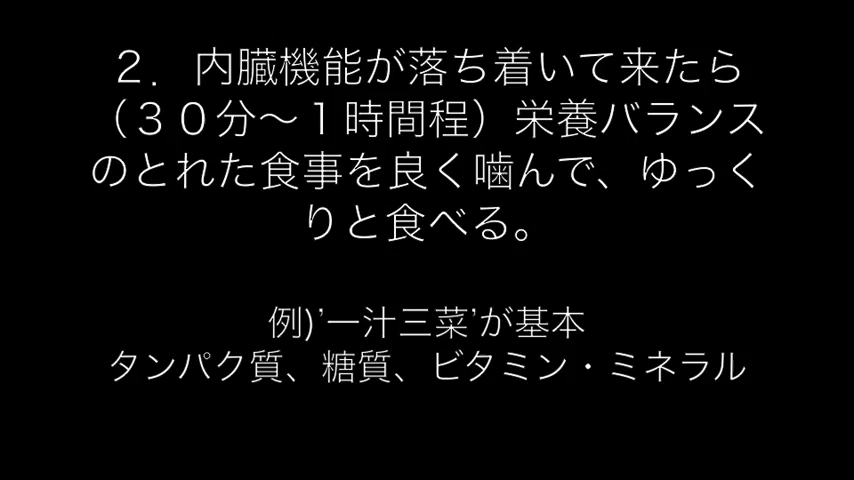 ２．内臓機能が落ち着いて来たら
（３０分〜１時間程）栄養バランス
のとれた食事を良く噛んで、ゆっく
りと食べる。
例)’一汁三菜’が基本
タンパク質、糖質、ビタミン・ミネラル